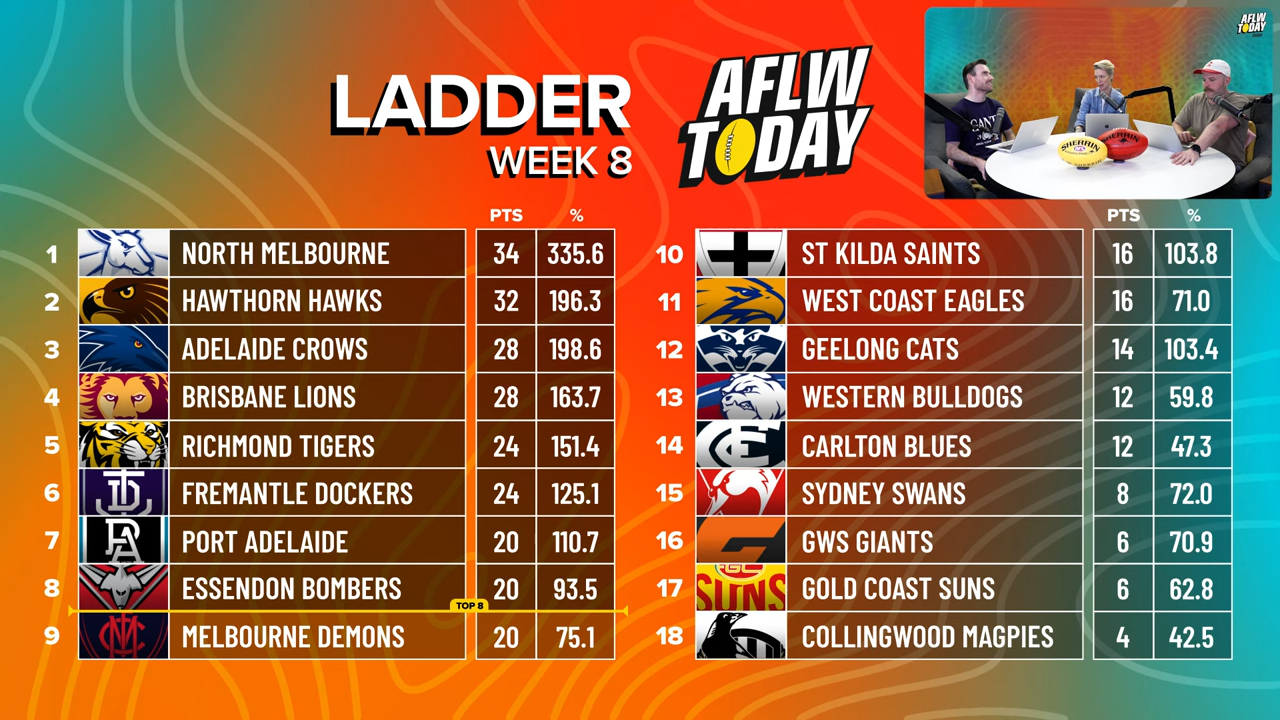 LADDER
WEEK 8
AFLW
TODAY
AFLW
TODAY
SHERRIN
SHERRIN
PTS %
1 NORTH MELBOURNE 34 335.6
2 HAWTHORN HAWKS 32 196.3
3 ADELAIDE CROWS 28 198.6
4 BRISBANE LIONS 28 163.7
5 RICHMOND TIGERS 24 151.4
6 FREMANTLE DOCKERS 24 125.1
7 PORT ADELAIDE 20 110.7
8 ESSENDON BOMBERS 20 93.5
TOP 8
9 MELBOURNE DEMONS 20 75.1
PTS %
10 ST KILDA SAINTS 16 103.8
11 WEST COAST EAGLES 16 71.0
12 GEELONG CATS 14 103.4
13 WESTERN BULLDOGS 12 59.8
14 CARLTON BLUES 12 47.3
15 SYDNEY SWANS 8 72.0
16 GWS GIANTS 6 70.9
SUNS
17 GOLD COAST SUNS 6 62.8
18 COLLINGWOOD MAGPIES 4 42.5